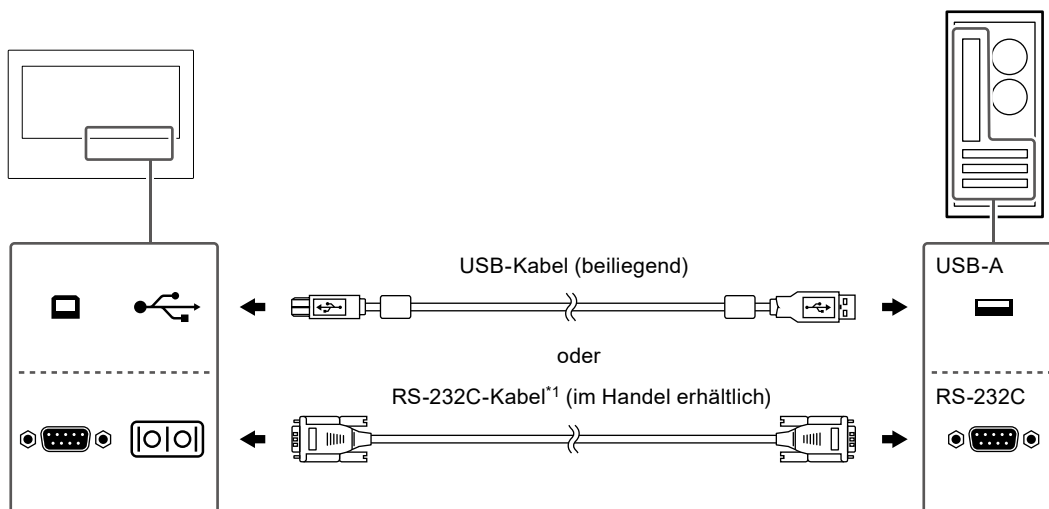 USB-Kabel (beiliegend)
USB-A
oder
RS-232C-Kabel*1 (im Handel erhältlich)
RS-232C